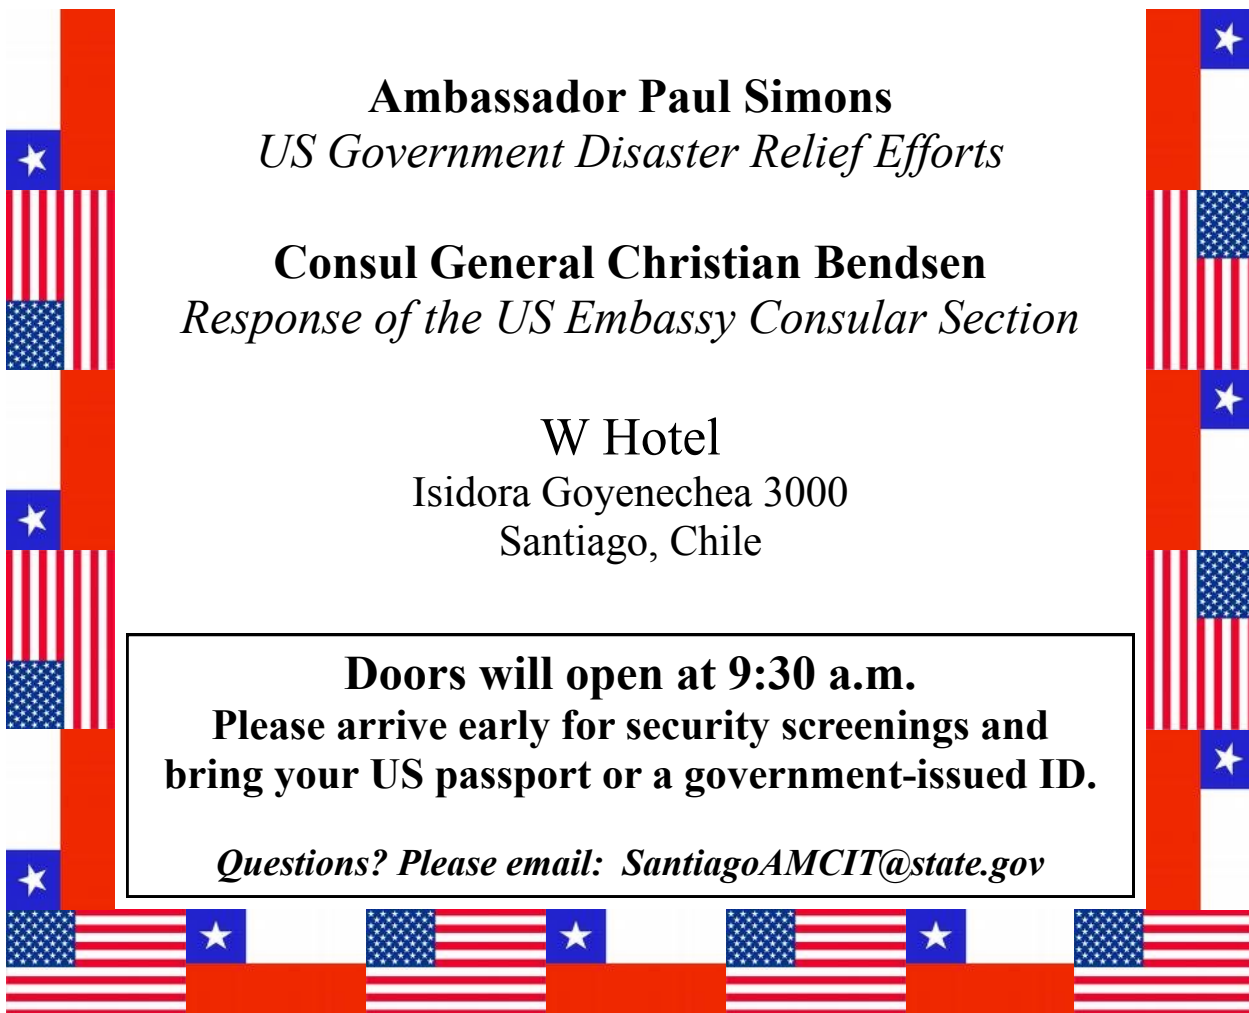 Ambassador Paul Simons
US Government Disaster Relief Efforts
Consul General Christian Bendsen
Response of the US Embassy Consular Section
W Hotel
Isidora Goyenechea 3000
Santiago, Chile
Doors will open at 9:30 a.m.
Please arrive early for security screenings and
bring your US passport or a government-issued ID.
Questions? Please email:  SantiagoAMCIT@state.gov